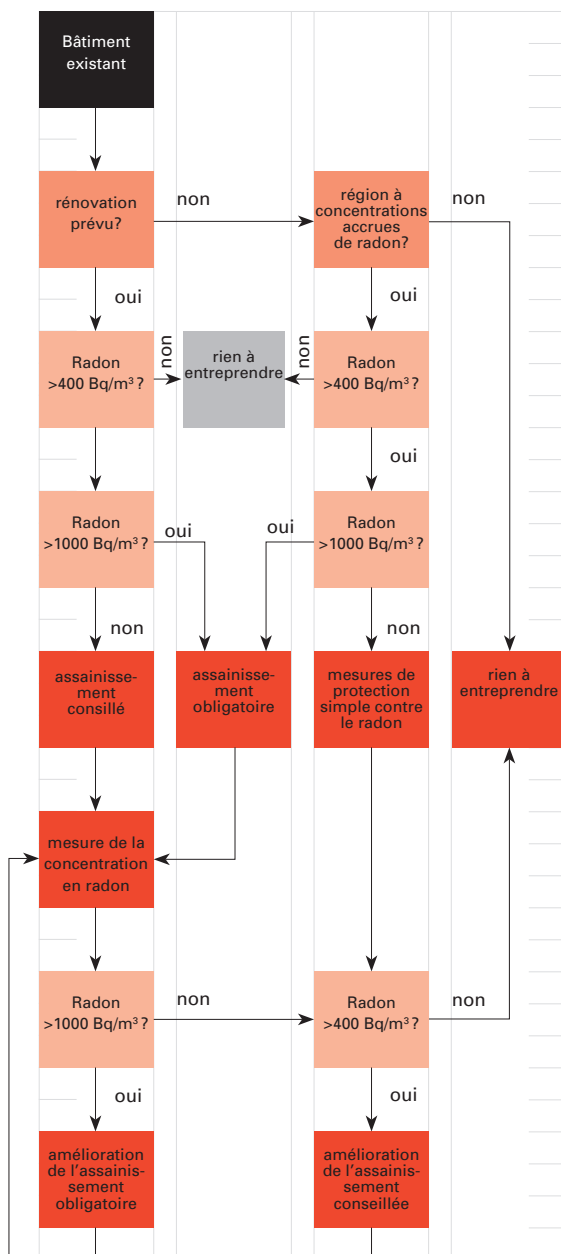 Bâtiment
existant
rénovation
prévu?
non
région à
concentrations
accrues
de radon?
non
oui
oui
Radon
>400 Bq/m³ ?
non
rien à
entreprendre
non
Radon
>400 Bq/m³ ?
oui
Radon
>1000 Bq/m³ ?
oui
oui
Radon
>1000 Bq/m³ ?
non
non
assainisse-
ment
consillé
assainisse-
ment
obligatoire
mesures de
protection
simple contre
le radon
rien à
entreprendre
mesure de la
concentration
en radon
Radon
>1000 Bq/m³ ?
non
Radon
>400 Bq/m³ ?
non
oui
oui
amélioration
de l'assainis-
sement
obligatoire
amélioration
de l'assainis-
sement
conseillée